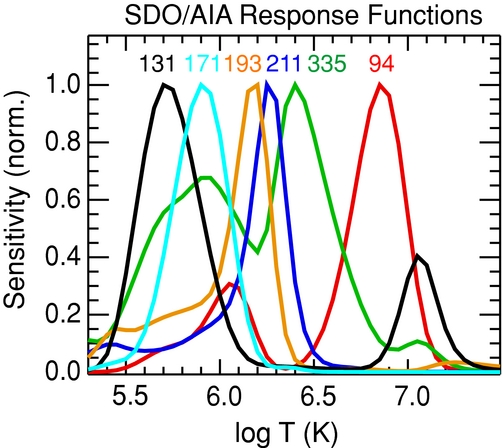 SDO/AIA Response Functions
131 171 193 211 335 94
1.0
0.8
0.6
0.4
0.2
0.0
Sensitivity (norm.)
5.5 6.0 6.5 7.0
log T (K)